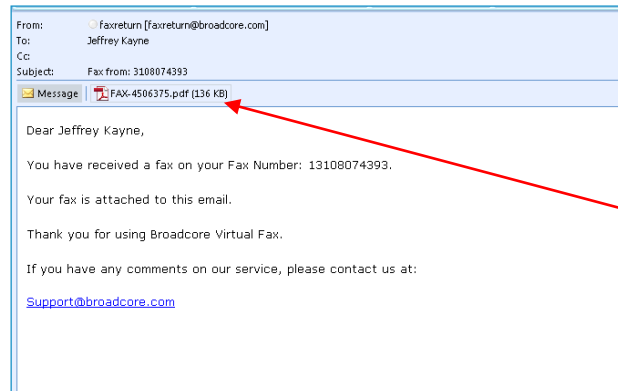 From: faxreturn [faxreturn@broadcore.com]
To: Jeffrey Kayne
Cc:
Subject: Fax from: 3108074393
Message FAX-4506375.pdf (136 KB)
Dear Jeffrey Kayne,
You have received a fax on your Fax Number: 13108074393.
Your fax is attached to this email.
Thank you for using Broadcore Virtual Fax.
If you have any comments on our service, please contact us at:
Support@broadcore.com